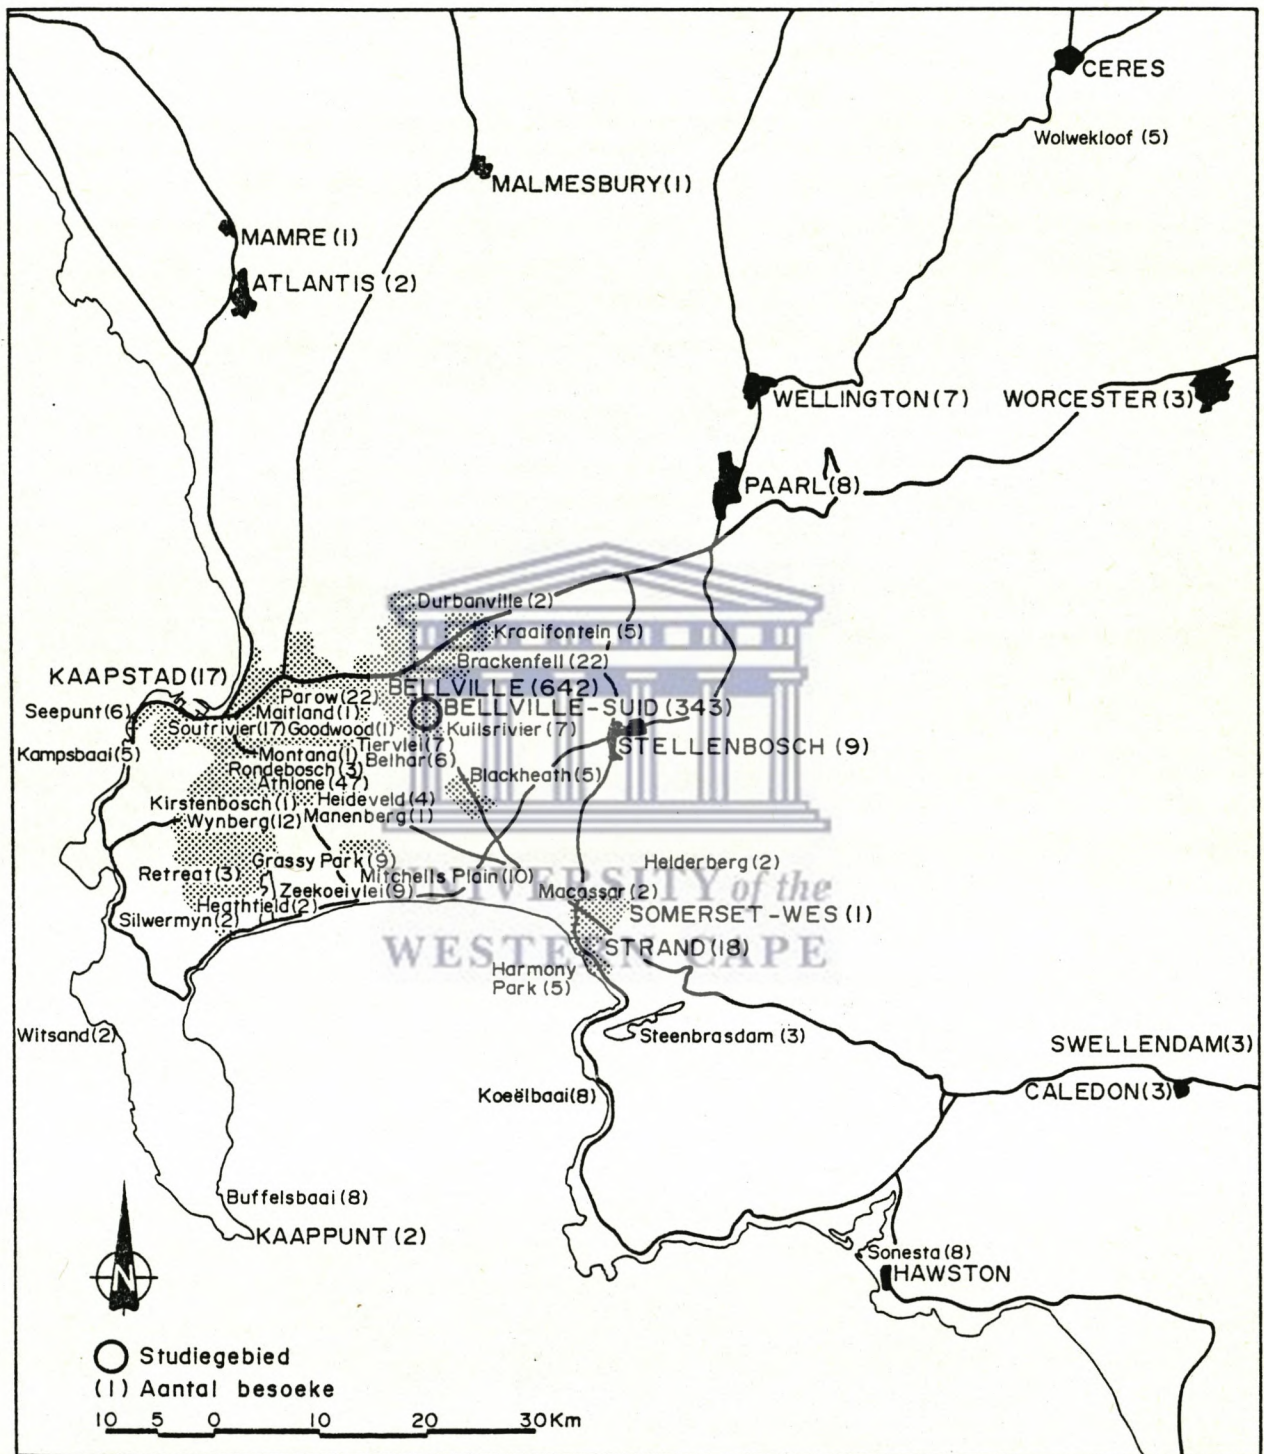 CERES
Wolwekloof (5)
MALMESBURY(1)
MAMRE (1)
ATLANTIS (2)
WELLINGTON(7)
WORCESTER(3)
PAARL(8)
Durbanville (2)
Kraaifontein (5)
Brackenfell (22)
KAAPSTAD(17)
BELLVILLE (642)
Parow(22)
Seepunt(6)
Maitland(1)
BELLVILLE-SUID (343)
Soutrivier(17)
Goodwood(1)
Kuilsrivier (7)
Tiervlei(7)
STELLENBOSCH (9)
Kampsbaai(5)
Montana(1)
Belhar(6)
Rondebosch(3)
Blackheath(5)
Athlone(47)
Kirstenbosch(1)
Heideveld(4)
Wynberg(12)
Manenberg(1)
Grassy Park(9)
Helderberg(2)
Retreat(3)
Mitchells Plain(10)
UNIVERSITY of the
Zeekoeivlei(9)
Macassar(2)
Heathfield(2)
SOMERSET-WES (1)
Silwermyn(2)
STRAND(18)
WESTERN CAPE
Harmony
Park (5)
Witsand(2)
Steenbrasdam (3)
SWELLENDAM(3)
Koeëlbaai(8)
CALEDON(3)
Buffelsbaai(8)
KAAPPUNT (2)
Sonesta(8)
HAWSTON
N
Studiegebied
(1) Aantal besoeke
10 5 0 10 20 30Km